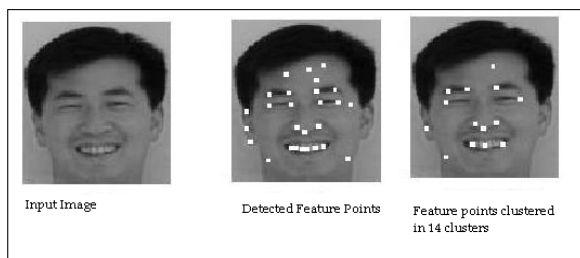 Input Image
Detected Feature Points
Feature points clustered
in 14 clusters